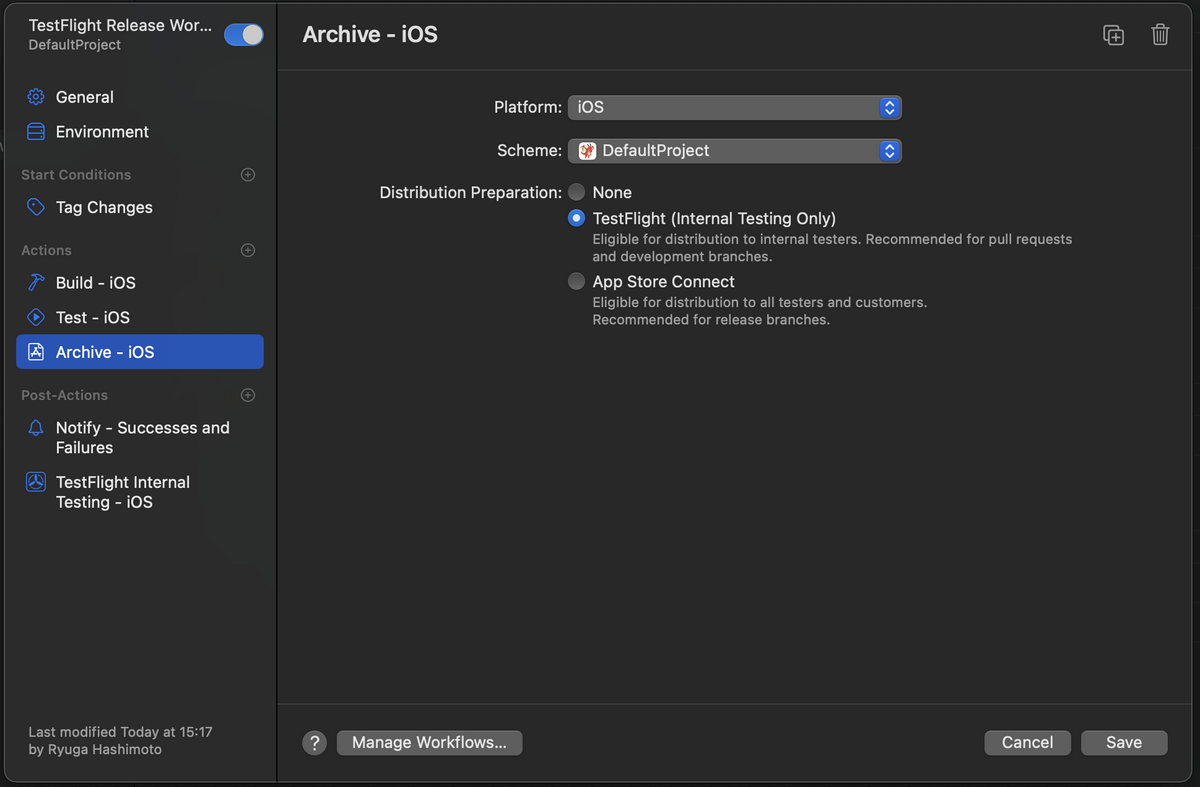 TestFlight Release Wor...
DefaultProject
General
Environment
Start Conditions
Tag Changes
Actions
Build - iOS
Test - iOS
Archive - iOS
Post-Actions
Notify - Successes and
Failures
TestFlight Internal
Testing - iOS
Last modified Today at 15:17
by Ryuga Hashimoto
Archive - iOS
Platform: iOS
Scheme: DefaultProject
Distribution Preparation: None
TestFlight (Internal Testing Only)
Eligible for distribution to internal testers. Recommended for pull requests
and development branches.
App Store Connect
Eligible for distribution to all testers and customers.
Recommended for release branches.
? Manage Workflows... Cancel Save